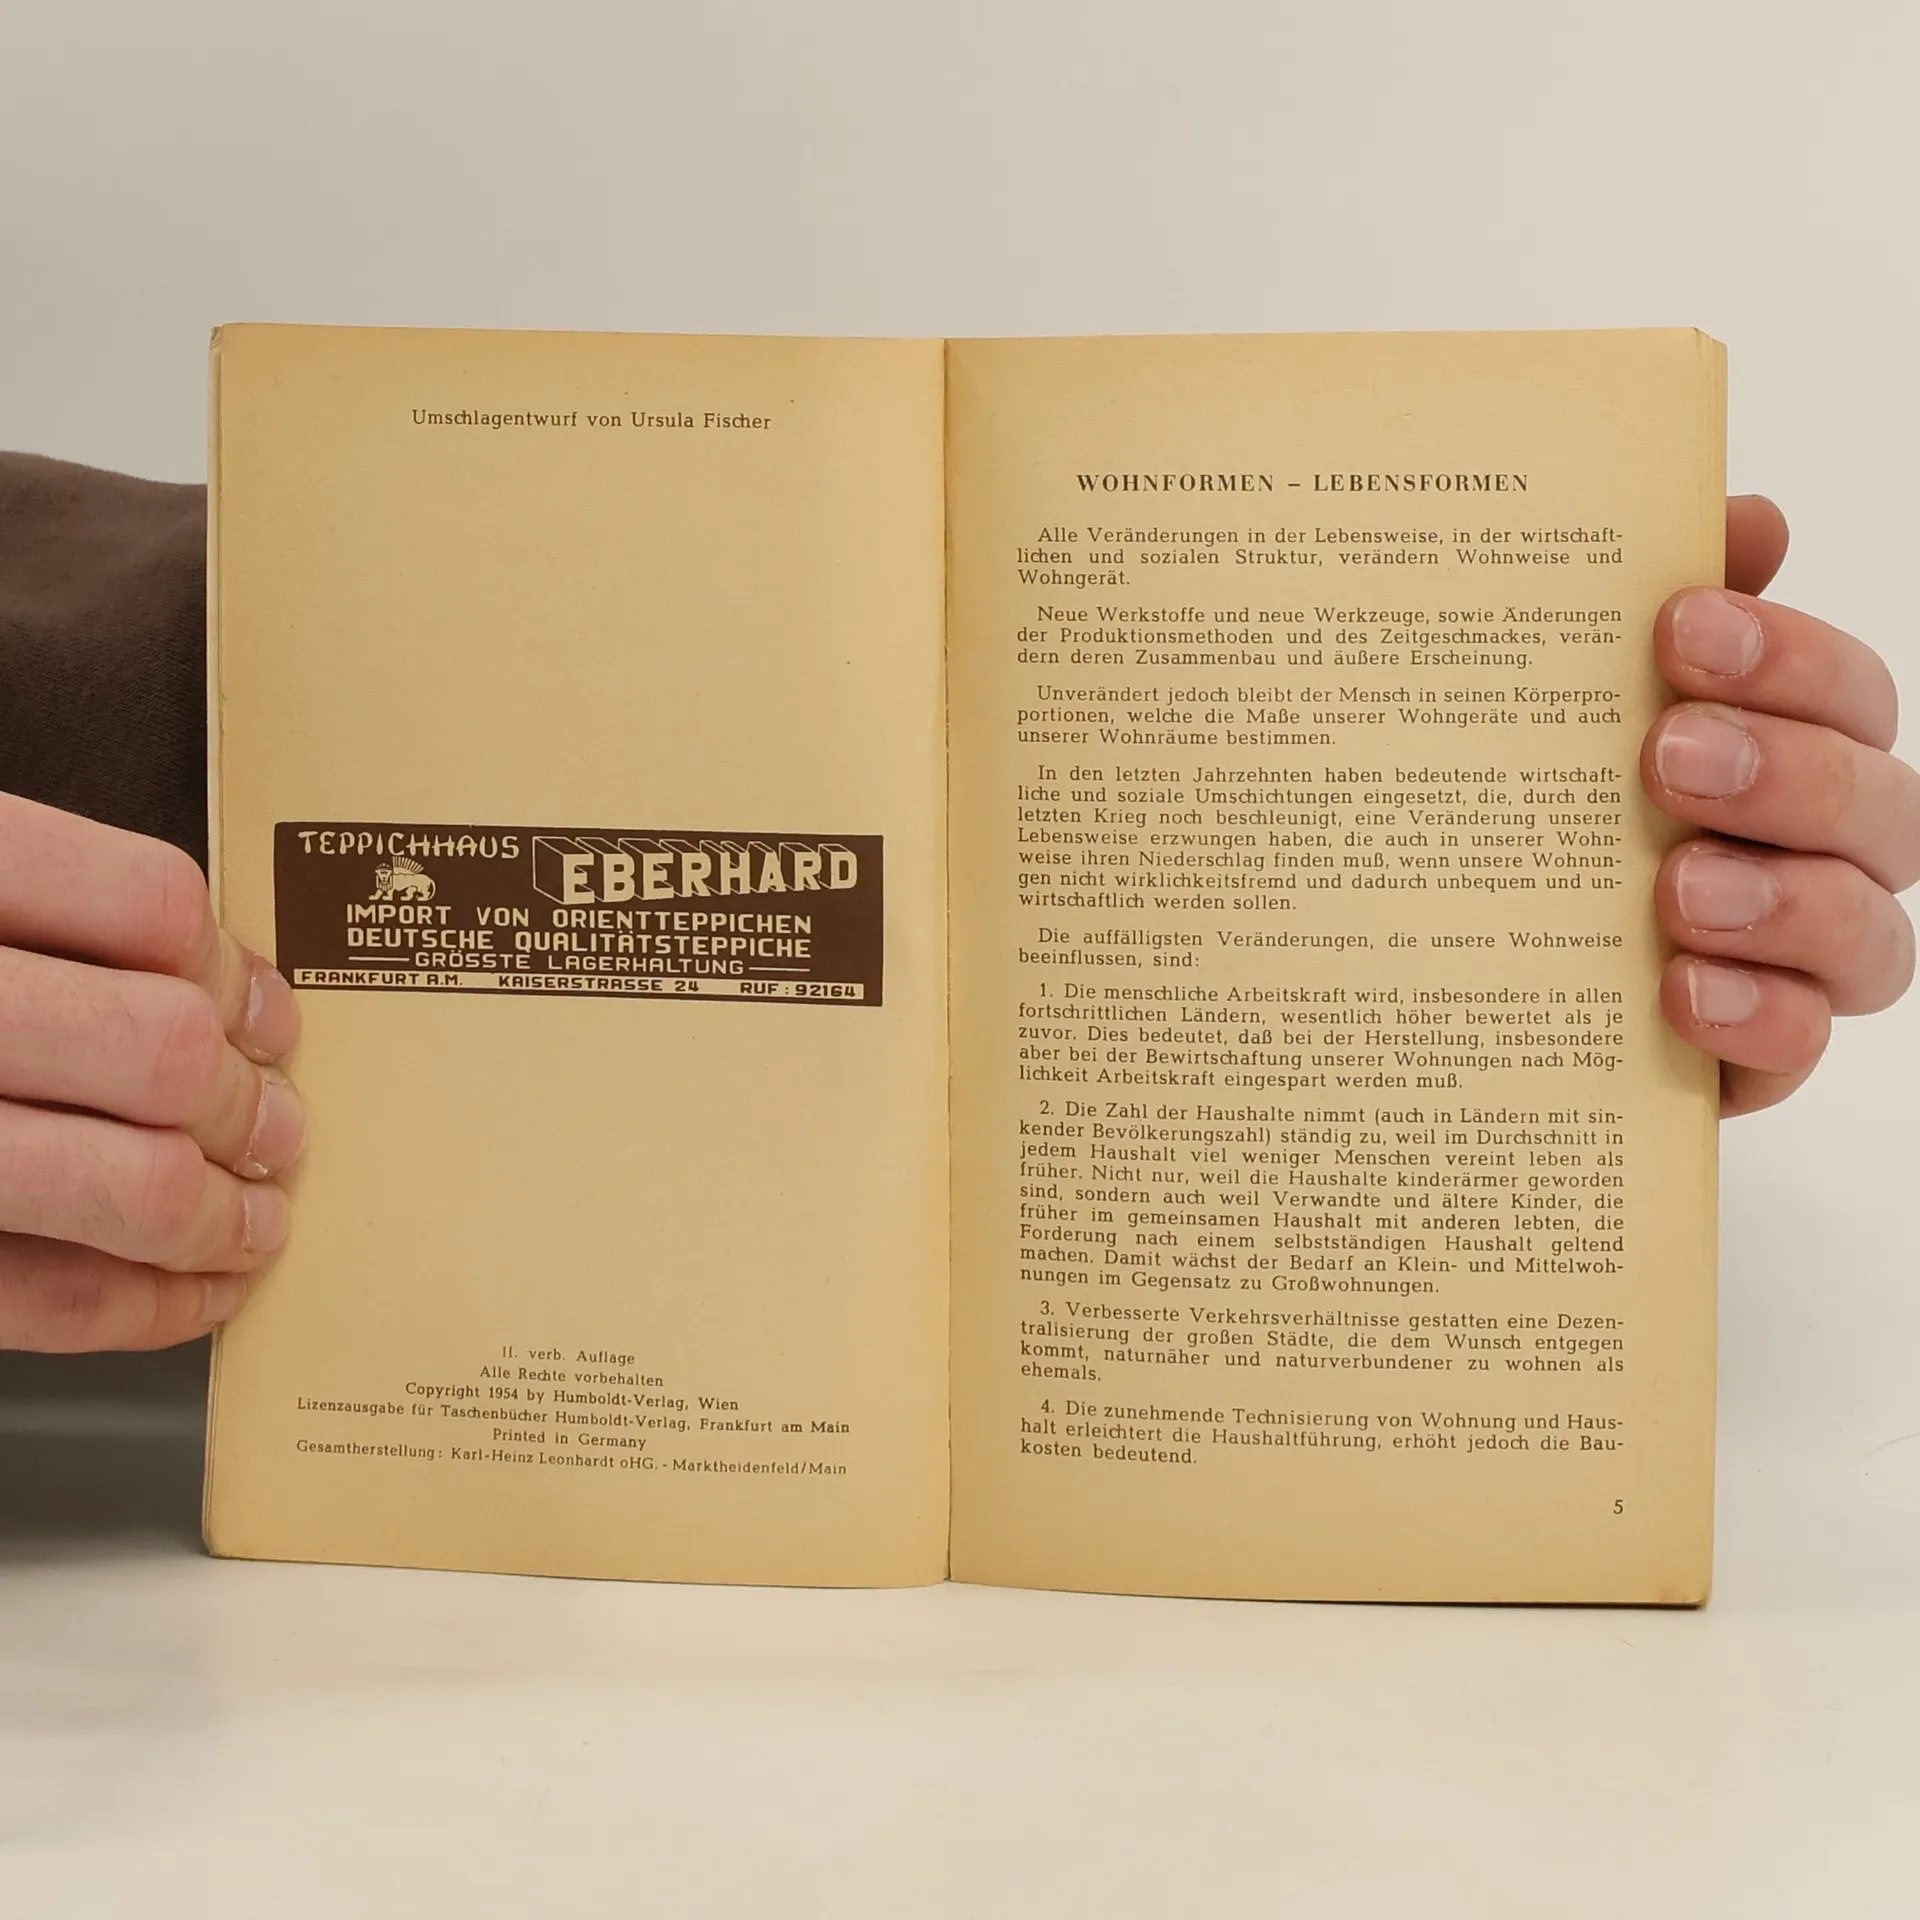 Umschlagentwurf von Ursula Fischer
TEPPICHHAUS EBERHARD
IMPORT VON ORIENTTEPPICHEN
DEUTSCHE QUALITÄTSTEPPICHE
GRÖSSTE LAGERHALTUNG
FRANKFURT A.M. KAISERSTRASSE 24 RUF: 92164
II. verb. Auflage
Alle Rechte vorbehalten
Copyright 1954 by Humboldt-Verlag, Wien
Lizenzausgabe für Taschenbücher Humboldt-Verlag, Frankfurt am Main
Printed in Germany
Gesamtherstellung: Karl-Heinz Leonhardt oHG. - Marktheidenfeld/Main
WOHNFORMEN – LEBENSFORMEN
Alle Veränderungen in der Lebensweise, in der wirtschaft-
lichen und sozialen Struktur, verändern Wohnweise und
Wohngerät.
Neue Werkstoffe und neue Werkzeuge, sowie Änderungen
der Produktionsmethoden und des Zeitgeschmackes, verän-
dern deren Zusammenbau und äußere Erscheinung.
Unverändert jedoch bleibt der Mensch in seinen Körperpro-
portionen, welche die Maße unserer Wohngeräte und auch
unserer Wohnräume bestimmen.
In den letzten Jahrzehnten haben bedeutende wirtschaft-
liche und soziale Umschichtungen eingesetzt, die, durch den
letzten Krieg noch beschleunigt, eine Veränderung unserer
Lebensweise erzwungen haben, die auch in unserer Wohn-
weise ihren Niederschlag finden muß, wenn unsere Wohnun-
gen nicht wirklichkeitsfremd und dadurch unbequem und un-
wirtschaftlich werden sollen.
Die auffälligsten Veränderungen, die unsere Wohnweise
beeinflussen, sind:
1. Die menschliche Arbeitskraft wird, insbesondere in allen
fortschrittlichen Ländern, wesentlich höher bewertet als je
zuvor. Dies bedeutet, daß bei der Herstellung, insbesondere
aber bei der Bewirtschaftung unserer Wohnungen nach Mög-
lichkeit Arbeitskraft eingespart werden muß.
2. Die Zahl der Haushalte nimmt (auch in Ländern mit sin-
kender Bevölkerungszahl) ständig zu, weil im Durchschnitt in
jedem Haushalt viel weniger Menschen vereint leben als
früher. Nicht nur, weil die Haushalte kinderärmer geworden
sind, sondern auch weil Verwandte und ältere Kinder, die
früher im gemeinsamen Haushalt mit anderen lebten, die
Forderung nach einem selbstständigen Haushalt geltend
machen. Damit wächst der Bedarf an Klein- und Mittelwoh-
nungen im Gegensatz zu Großwohnungen.
3. Verbesserte Verkehrsverhältnisse gestatten eine Dezen-
tralisierung der großen Städte, die dem Wunsch entgegen
kommt, naturnäher und naturverbundener zu wohnen als
ehemals.
4. Die zunehmende Technisierung von Wohnung und Haus-
halt erleichtert die Haushaltführung, erhöht jedoch die Bau-
kosten bedeutend.
5